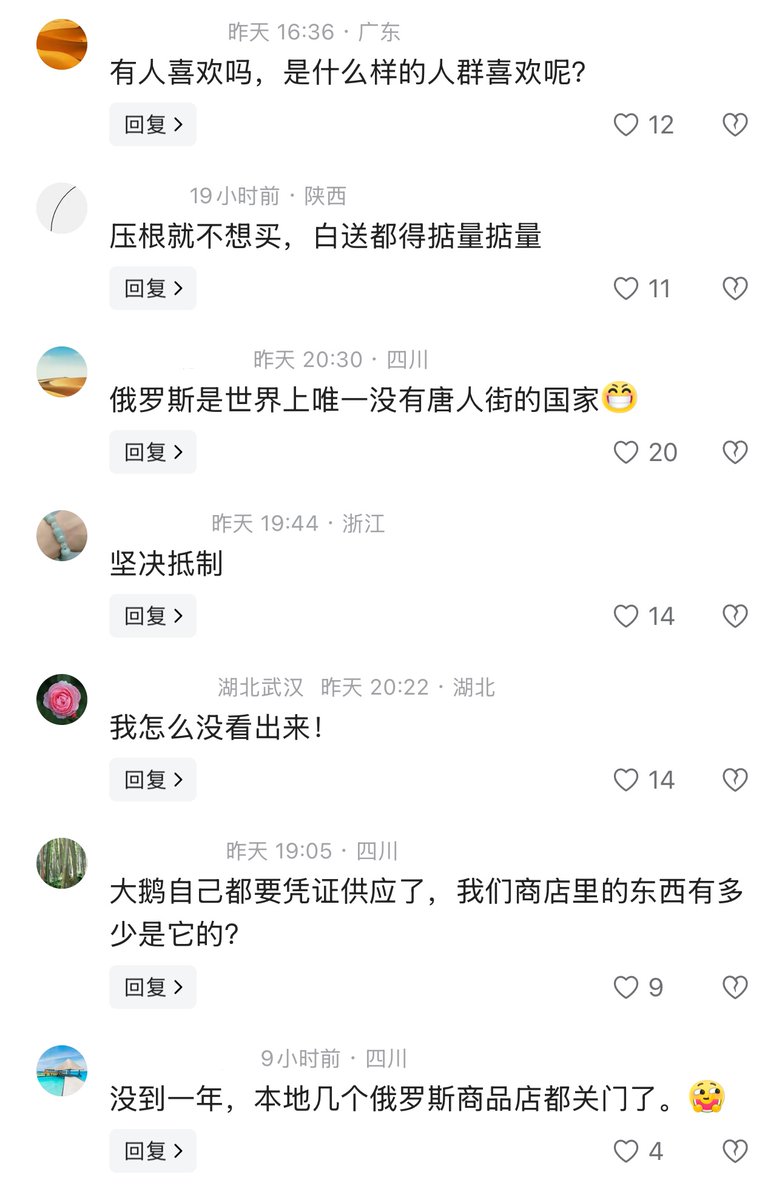 昨天 16:36 · 广东
有人喜欢吗，是什么样的人群喜欢呢?
回复 >
12
19小时前 · 陕西
压根就不想买，白送都得掂量掂量
回复 >
11
昨天 20:30 · 四川
俄罗斯是世界上唯一没有唐人街的国家😁
回复 >
20
昨天 19:44 · 浙江
坚决抵制
回复 >
14
湖北武汉 昨天 20:22 · 湖北
我怎么没看出来！
回复 >
14
昨天 19:05 · 四川
大鹅自己都要凭证供应了，我们商店里的东西有多
少是它的?
回复 >
9
9小时前 · 四川
没到一年，本地几个俄罗斯商品店都关门了。
回复 >
4